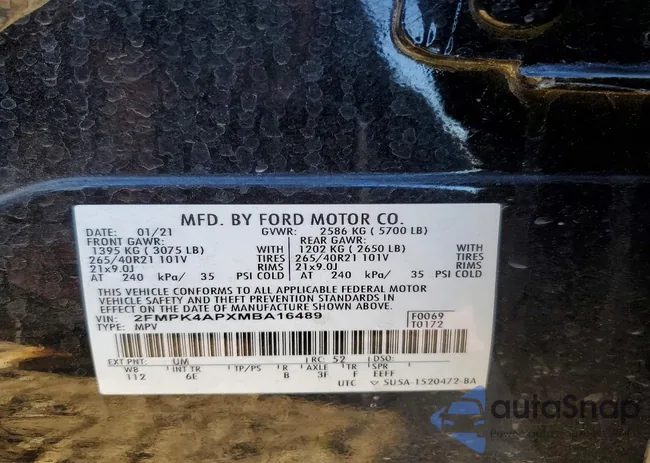 MFD. BY FORD MOTOR CO.
DATE: 01/21 GVWR: 2586 KG ( 5700 LB)
FRONT GAWR: REAR GAWR:
1395 KG ( 3075 LB) WITH 1202 KG ( 2650 LB) WITH
265/40R21 101V TIRES 265/40R21 101V TIRES
21x9.0J RIMS 21x9.0J RIMS
AT 240 kPa/ 35 PSI COLD AT 240 kPa/ 35 PSI COLD
THIS VEHICLE CONFORMS TO ALL APPLICABLE FEDERAL MOTOR
VEHICLE SAFETY AND THEFT PREVENTION STANDARDS IN
EFFECT ON THE DATE OF MANUFACTURE SHOWN ABOVE.
VIN: 2FMPK4APXMBA16489 F0069
TYPE: MPV T0172
EXT PNT: UM RC: 52 DSO:
WB INT TR TP/PS R AXLE TR SPR
112 6E B 3F F EEFF
UTC SUSA-1520472-BA
autoSnap